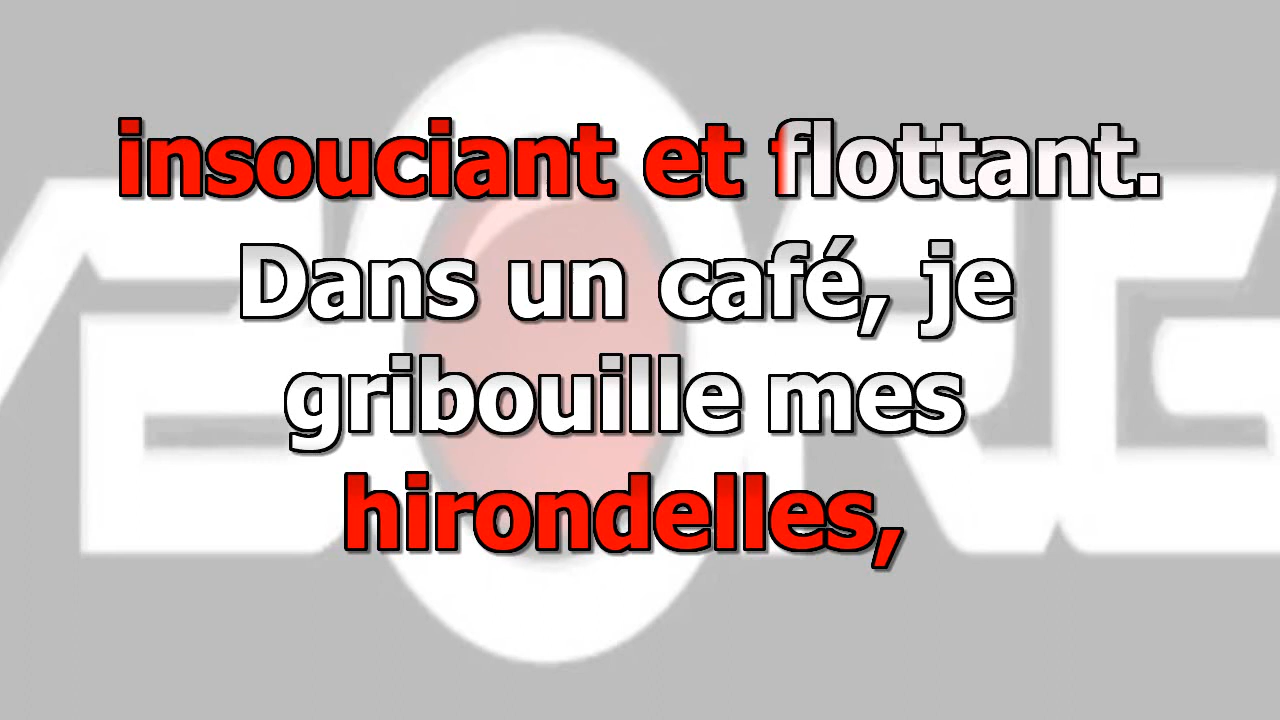 insouciant et flottant.
Dans un café, je
gribouille mes
hirondelles,